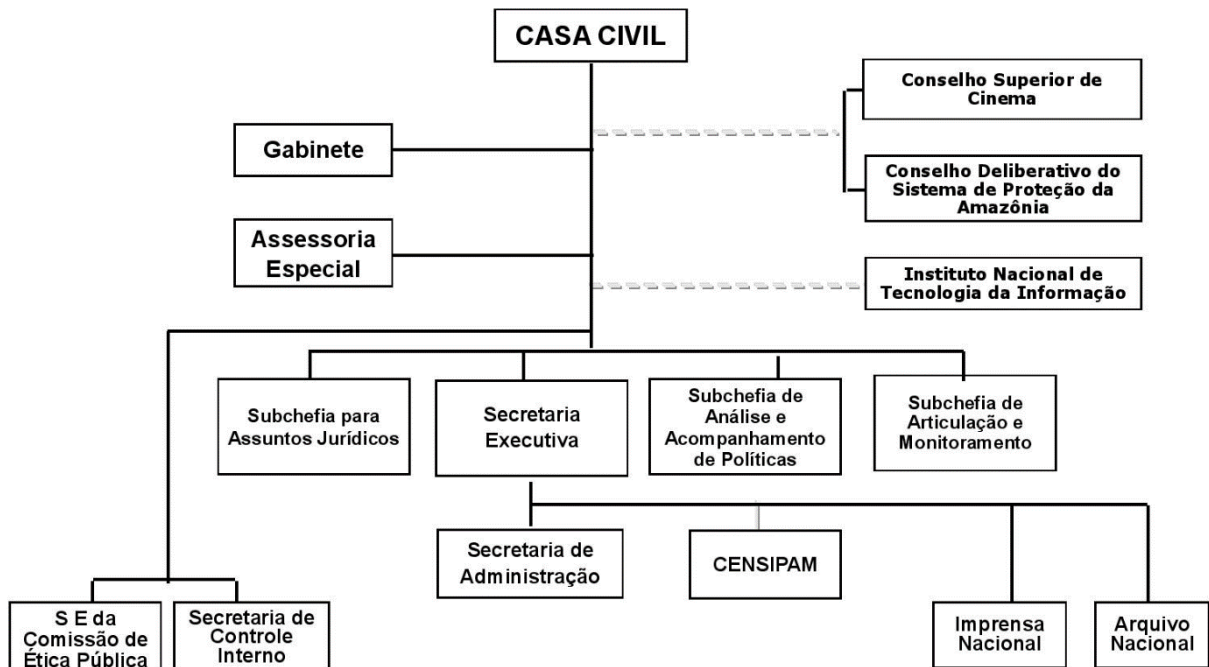 CASA CIVIL
Conselho Superior de
Cinema
Gabinete
Conselho Deliberativo do
Sistema de Proteção da
Amazônia
Assessoria
Especial
Instituto Nacional de
Tecnologia da Informação
Subchefia para
Assuntos Jurídicos
Secretaria
Executiva
Subchefia de
Análise e
Acompanhamento
de Políticas
Subchefia de
Articulação e
Monitoramento
Secretaria de
Administração
CENSIPAM
S E da
Comissão de
Ética Pública
Secretaria de
Controle
Interno
Imprensa
Nacional
Arquivo
Nacional